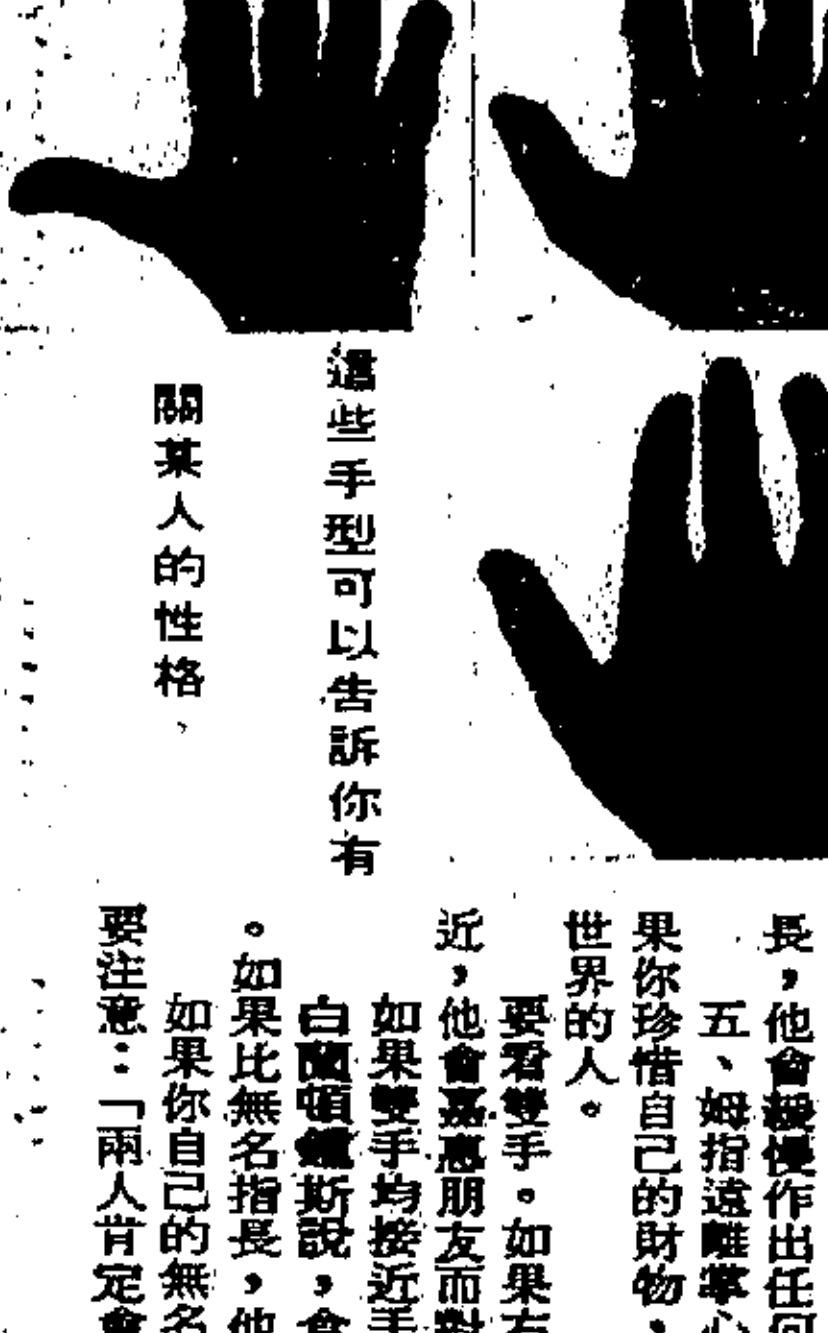 這些手型可以告訴你有
關某人的性格,
長,他會緩慢作出任何
五、姆指遠離掌心
果你珍惜自己的財物,
世界的人。
要看雙手。如果右
近,他會嘉惠朋友而對
如果雙手均接近手
白蘭頓鍾斯說,食
。如果比無名指長,他
如果你自己的無名
要注意:「兩人肯定會